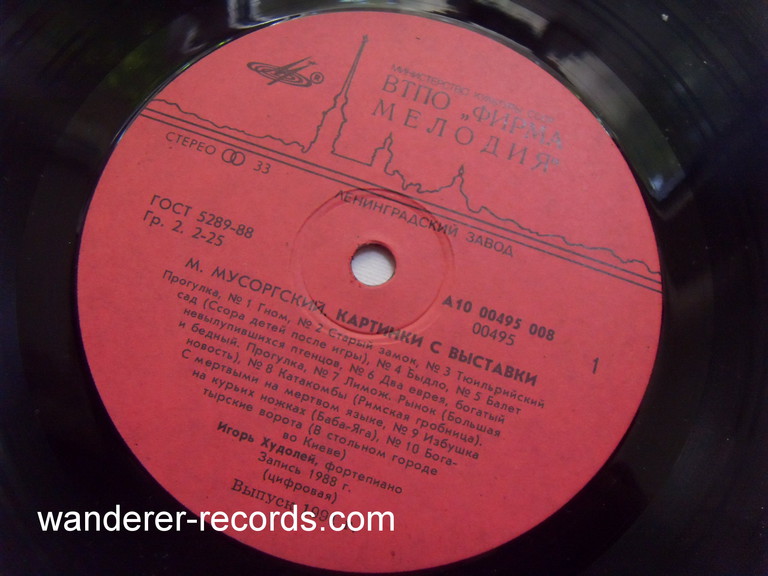 МИНИСТЕРСТВО КУЛЬТУРЫ СССР
ВТПО „ФИРМА
МЕЛОДИЯ"
®
СТЕРЕО 33
ЛЕНИНГРАДСКИЙ ЗАВОД
ГОСТ 5289-88
Гр. 2. 2-25
А10 00495 008
00495
1
М. МУСОРГСКИЙ. КАРТИНКИ С ВЫСТАВКИ
Прогулка, № 1 Гном, № 2 Старый замок, № 3 Тюильрийский
сад (Ссора детей после игры), № 4 Быдло, № 5 Балет
невылупившихся птенцов, № 6 Два еврея, богатый
и бедный. Прогулка, № 7 Лимож. Рынок (Большая
новость), № 8 Катакомбы (Римская гробница).
С мертвыми на мертвом языке, № 9 Избушка
на курьих ножках (Баба-Яга), № 10 Бога-
тырские ворота (В стольном городе
во Киеве)
Игорь Худолей, фортепиано
Запись 1988 г.
(цифровая)
Выпуск
wanderer-records.com